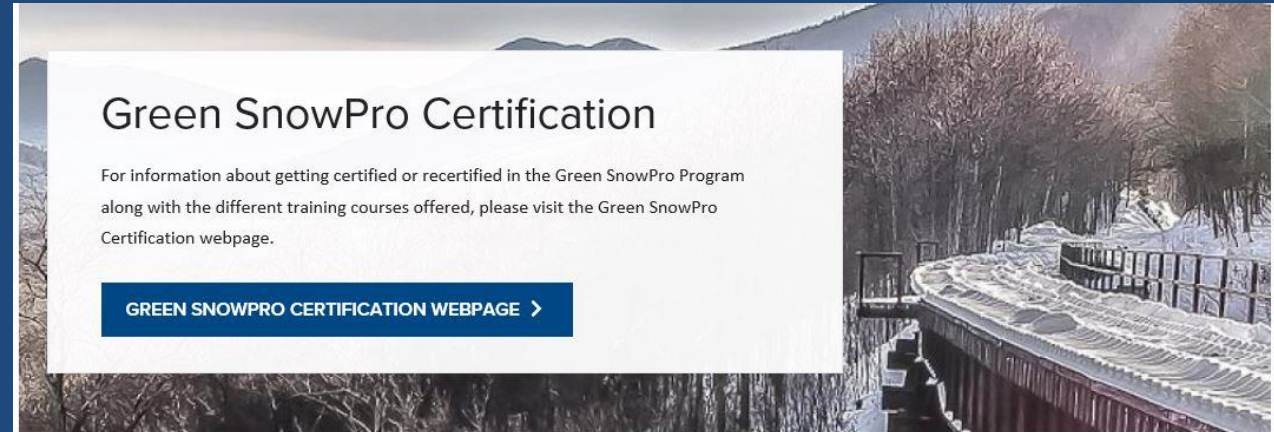 Green SnowPro Certification
For information about getting certified or recertified in the Green SnowPro Program
along with the different training courses offered, please visit the Green SnowPro
Certification webpage.
GREEN SNOWPRO CERTIFICATION WEBPAGE